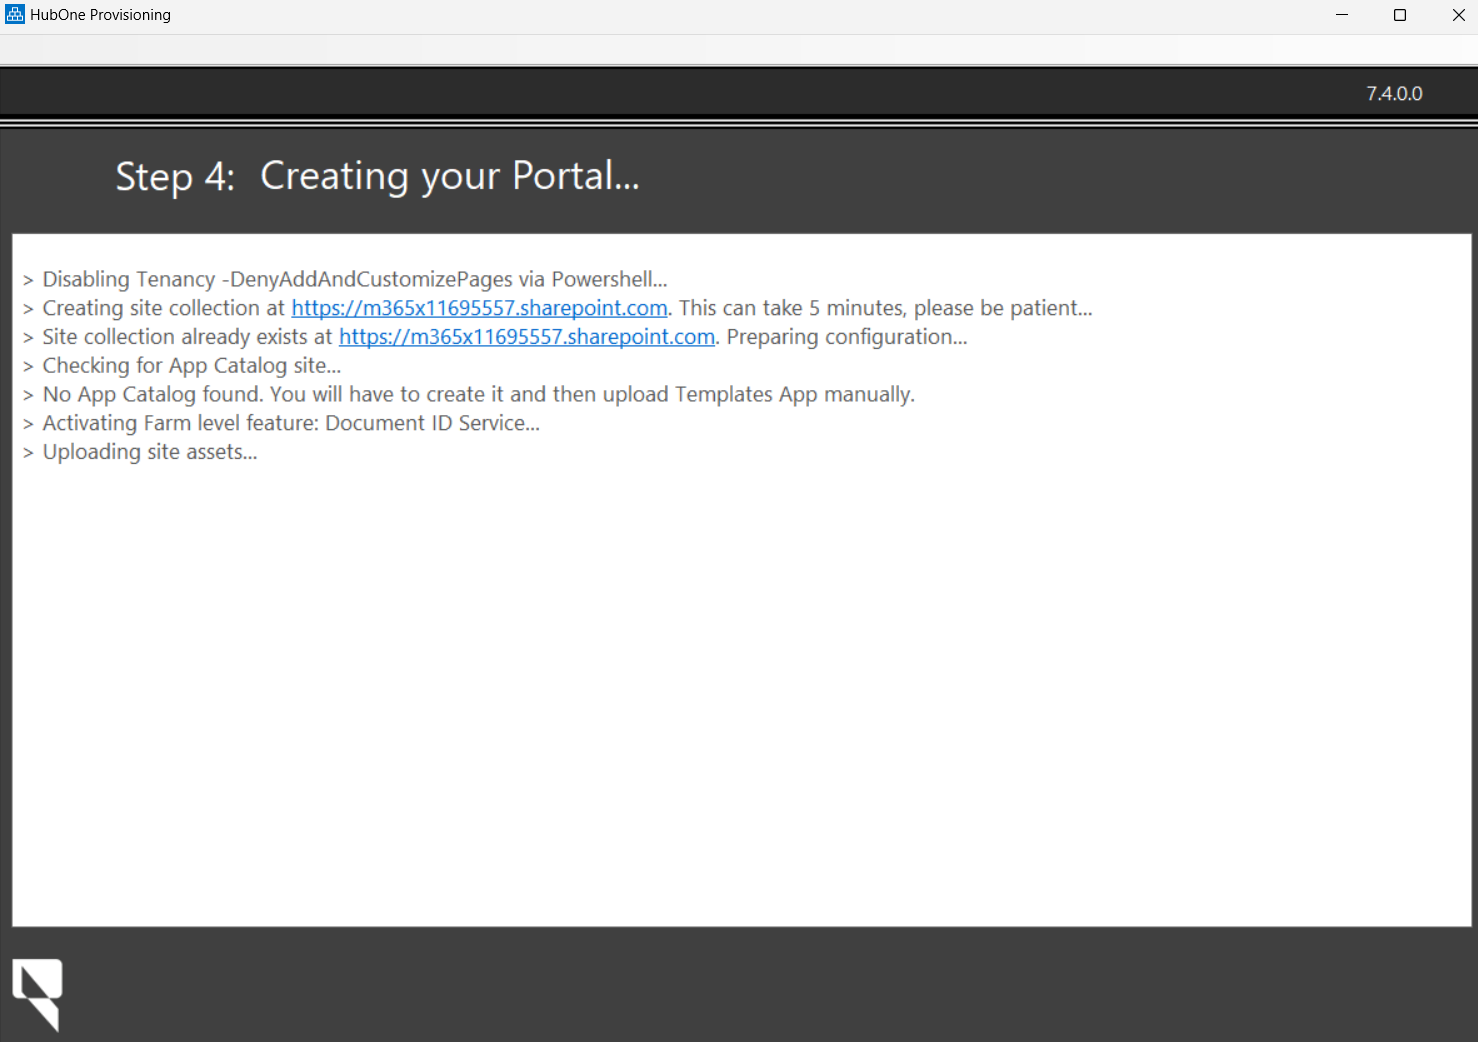 HubOne Provisioning
7.4.0.0
Step 4: Creating your Portal...
> Disabling Tenancy -DenyAddAndCustomizePages via Powershell...
> Creating site collection at https://m365x11695557.sharepoint.com. This can take 5 minutes, please be patient...
> Site collection already exists at https://m365x11695557.sharepoint.com. Preparing configuration...
> Checking for App Catalog site...
> No App Catalog found. You will have to create it and then upload Templates App manually.
> Activating Farm level feature: Document ID Service...
> Uploading site assets...